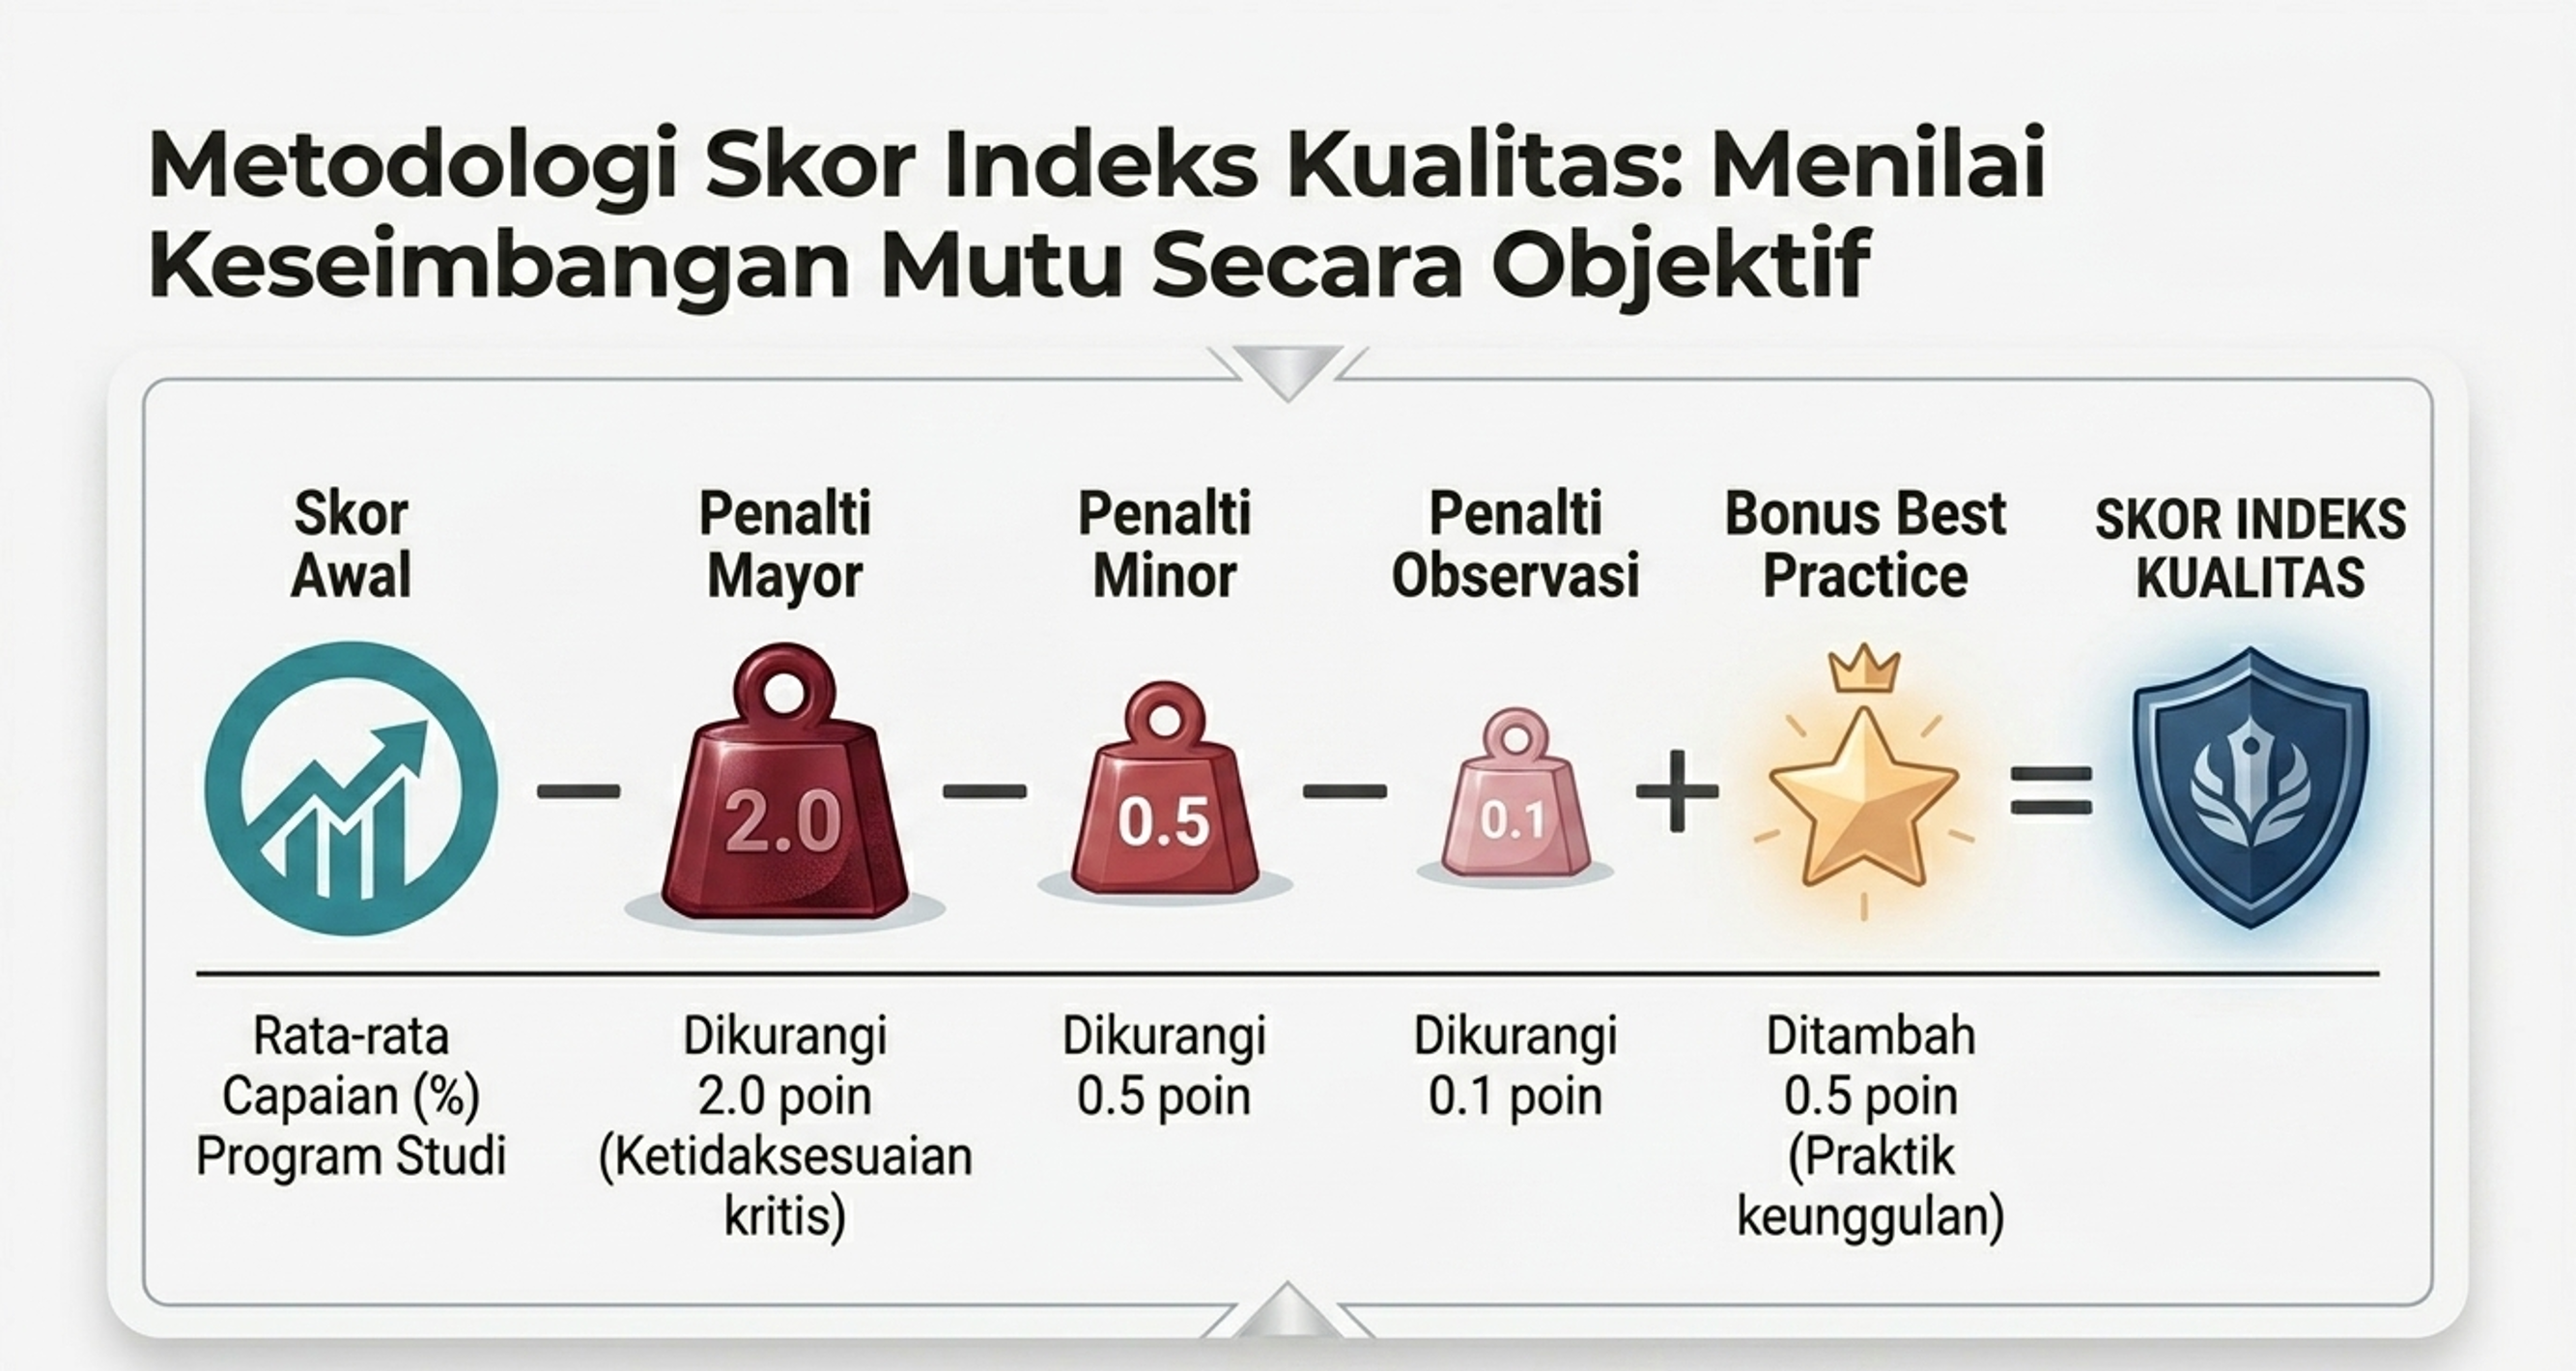 Metodologi Skor Indeks Kualitas: Menilai
Keseimbangan Mutu Secara Objektif
Skor
Awal
Penalti
Mayor
Penalti
Minor
Penalti
Observasi
Bonus Best
Practice
SKOR INDEKS
KUALITAS
− 2.0 − 0.5 − 0.1 + =
Rata-rata
Capaian (%)
Program Studi
Dikurangi
2.0 poin
(Ketidaksesuaian
kritis)
Dikurangi
0.5 poin
Dikurangi
0.1 poin
Ditambah
0.5 poin
(Praktik
keunggulan)